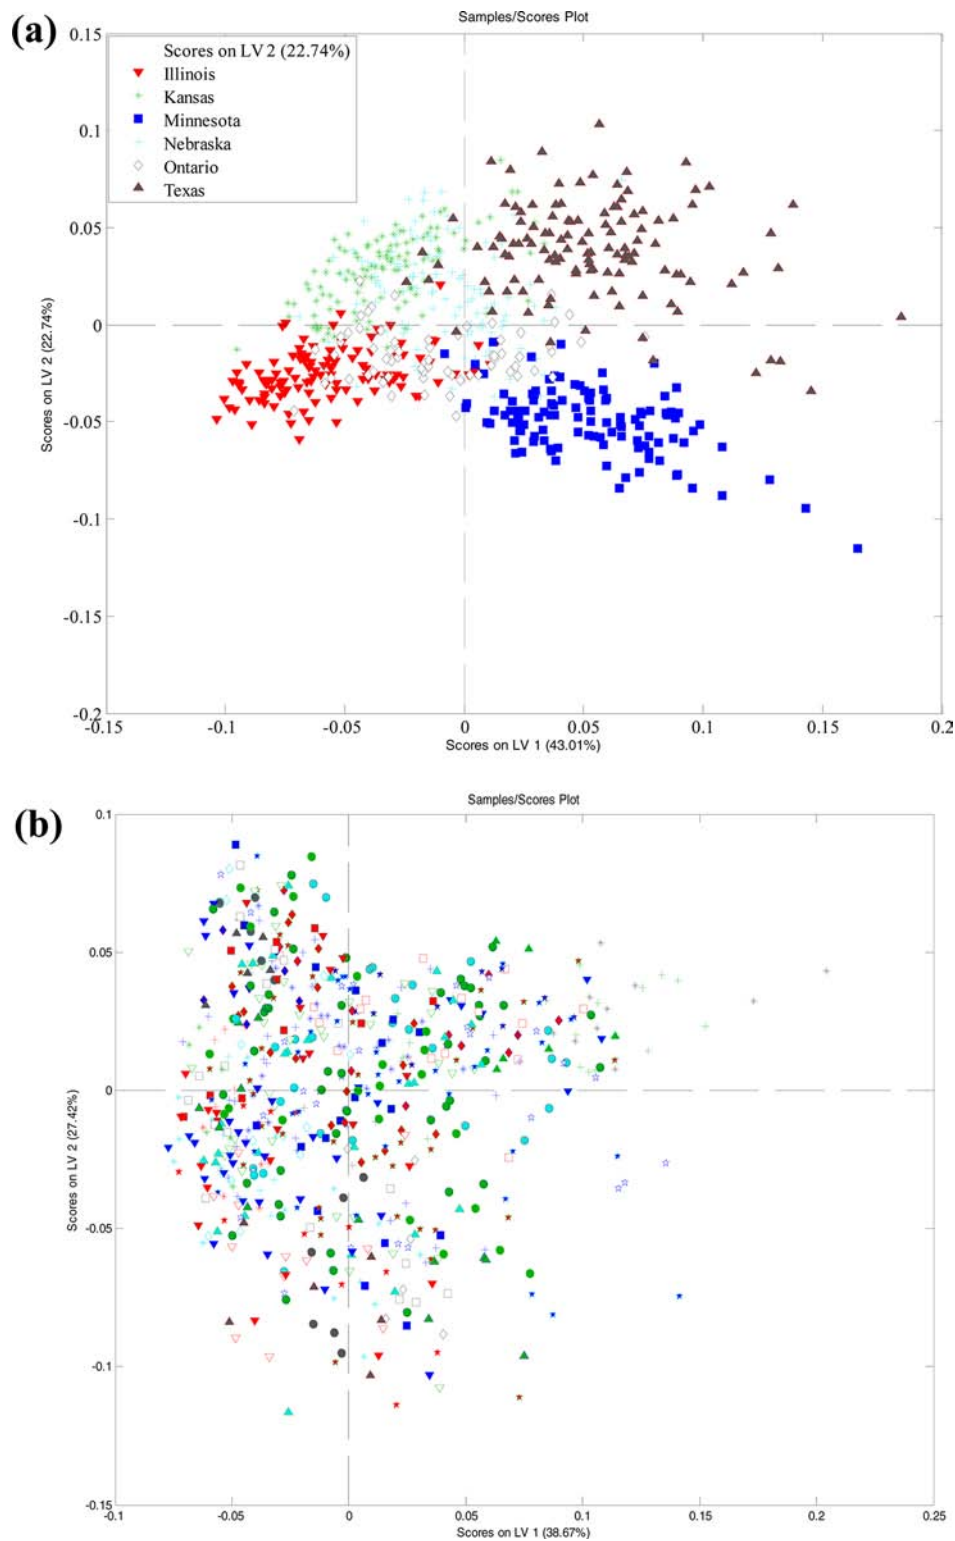 (a)
Samples/Scores Plot
0.15
Scores on LV 2 (22.74%)
Illinois
Kansas
Minnesota
Nebraska
Ontario
Texas
0.1
0.05
0
-0.05
-0.1
-0.15
-0.2
Scores on LV 2 (22.74%)
-0.15 -0.1 -0.05 0 0.05 0.1 0.15 0.2
Scores on LV 1 (43.01%)
(b)
Samples/Scores Plot
0.1
0.05
0
-0.05
-0.1
-0.15
Scores on LV 2 (27.42%)
-0.1 -0.05 0 0.05 0.1 0.15 0.2 0.25
Scores on LV 1 (38.67%)